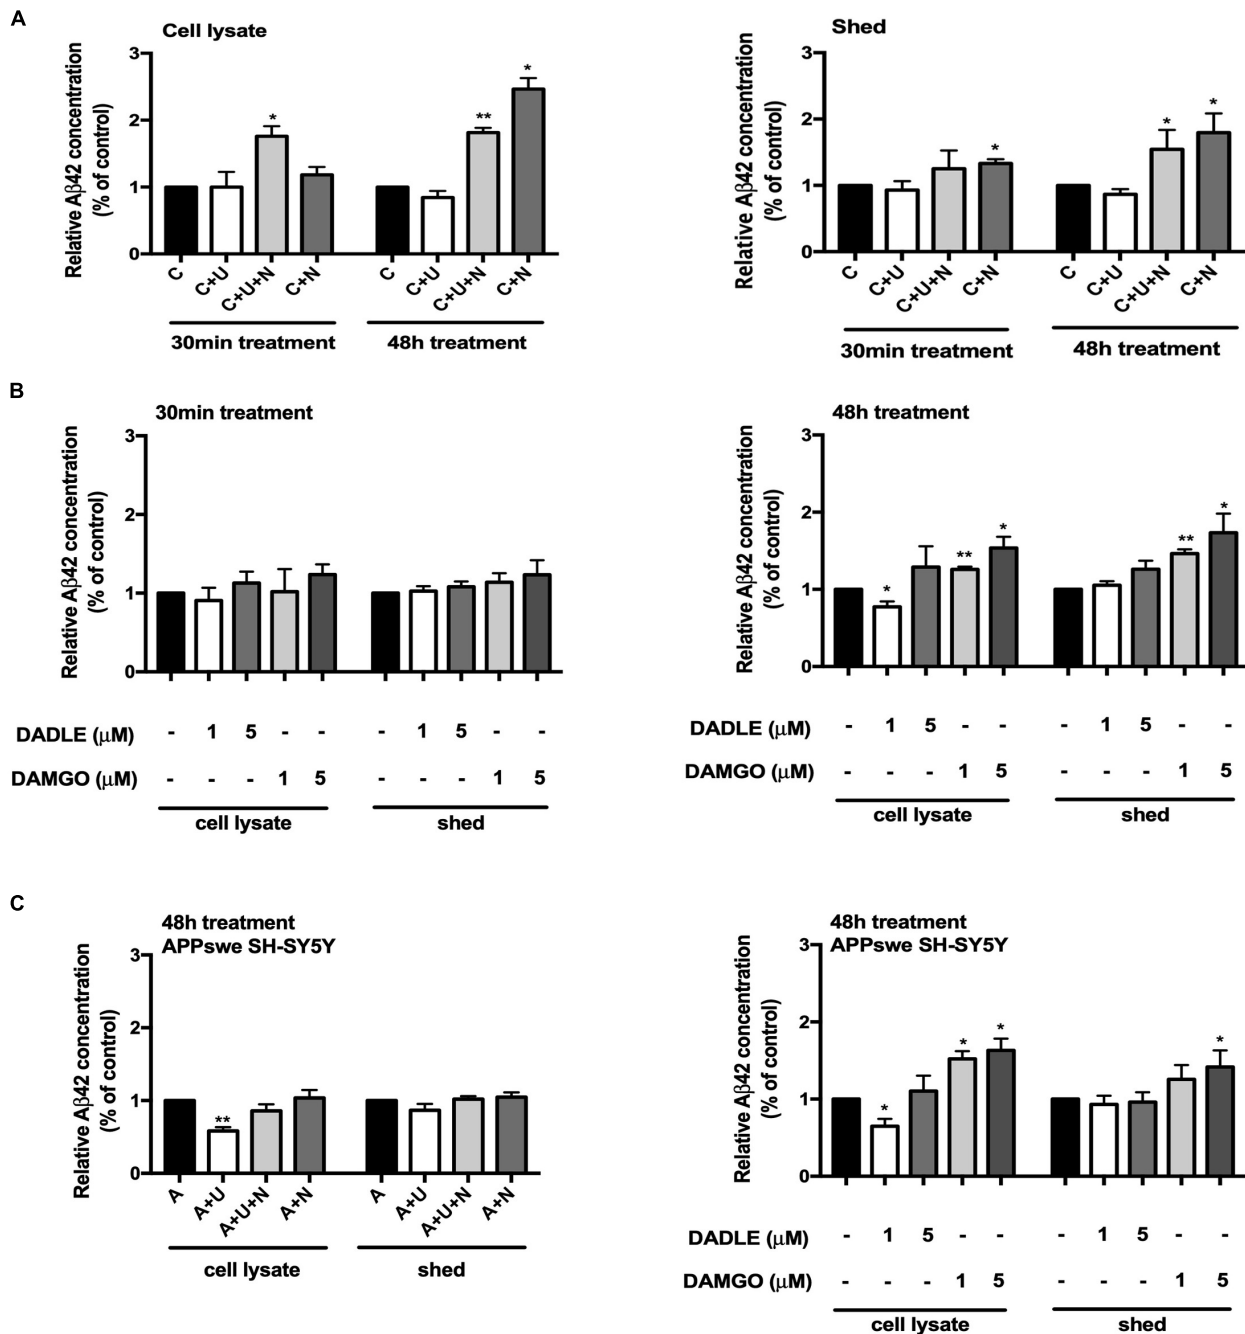 A
Cell lysate
Relative Aβ42 concentration
(% of control)
3
2
1
0
C
C+U
C+U+N
C+N
C
C+U
C+U+N
C+N
*
**
*
30min treatment
48h treatment
Shed
Relative Aβ42 concentration
(% of control)
3
2
1
0
C
C+U
C+U+N
C+N
C
C+U
C+U+N
C+N
*
*
*
30min treatment
48h treatment
B
30min treatment
Relative Aβ42 concentration
(% of control)
3
2
1
0
DADLE (μM) - 1 5 - - - 1 5 - -
DAMGO (μM) - - - 1 5 - - - 1 5
cell lysate
shed
48h treatment
Relative Aβ42 concentration
(% of control)
3
2
1
0
*
**
*
**
*
DADLE (μM) - 1 5 - - - 1 5 - -
DAMGO (μM) - - - 1 5 - - - 1 5
cell lysate
shed
C
48h treatment
APPswe SH-SY5Y
Relative Aβ42 concentration
(% of control)
3
2
1
0
**
A
A+U
A+U+N
A+N
A
A+U
A+U+N
A+N
cell lysate
shed
48h treatment
APPswe SH-SY5Y
Relative Aβ42 concentration
(% of control)
3
2
1
0
*
*
*
*
DADLE (μM) - 1 5 - - - 1 5 - -
DAMGO (μM) - - - 1 5 - - - 1 5
cell lysate
shed